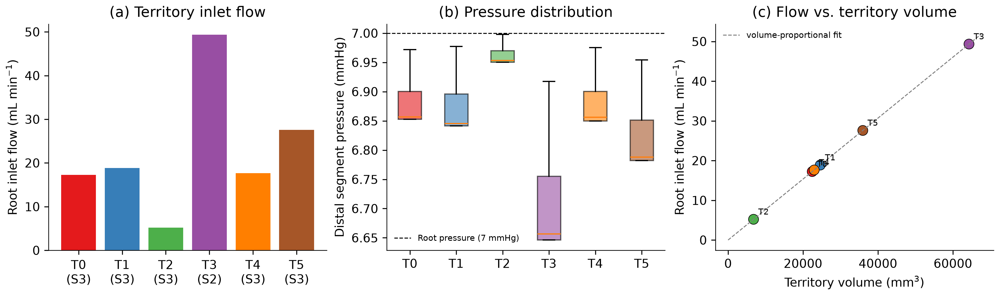 (a) Territory inlet flow
Root inlet flow (mL min⁻¹)
50
40
30
20
10
0
T0 T1 T2 T3 T4 T5
(S3) (S3) (S3) (S2) (S3) (S3)
(b) Pressure distribution
Distal segment pressure (mmHg)
7.00
6.95
6.90
6.85
6.80
6.75
6.70
6.65
Root pressure (7 mmHg)
T0 T1 T2 T3 T4 T5
(c) Flow vs. territory volume
Root inlet flow (mL min⁻¹)
volume-proportional fit
50
40
30
20
10
0
T3
T5
T1
T4
T0
T2
0 20000 40000 60000
Territory volume (mm³)